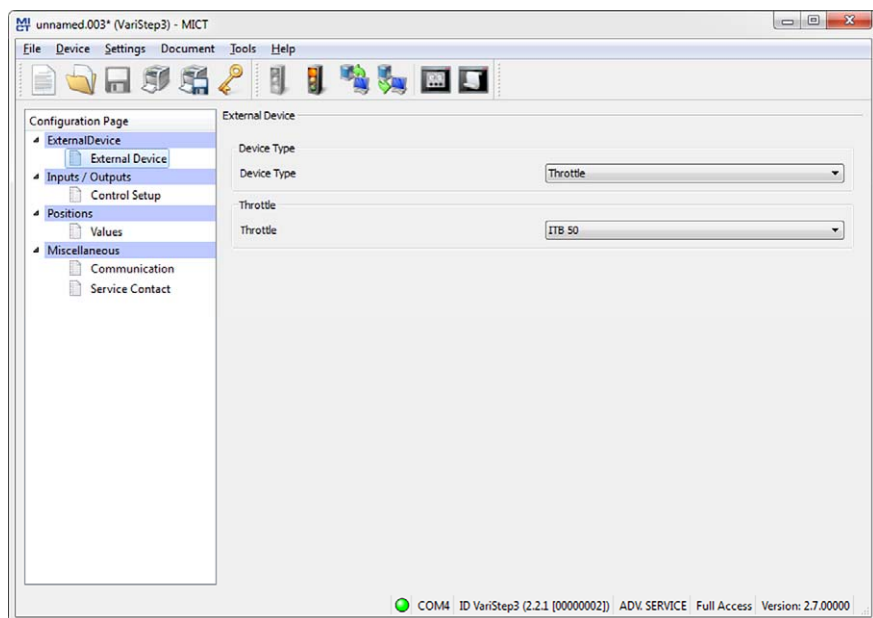 MICT unnamed.003* (VariStep3) - MICT
File Device Settings Document Tools Help
Configuration Page
ExternalDevice
External Device
Inputs / Outputs
Control Setup
Positions
Values
Miscellaneous
Communication
Service Contact
External Device
Device Type
Device Type Throttle
Throttle
Throttle ITB 50
COM4 ID VariStep3 (2.2.1 [00000002]) ADV. SERVICE Full Access Version: 2.7.00000